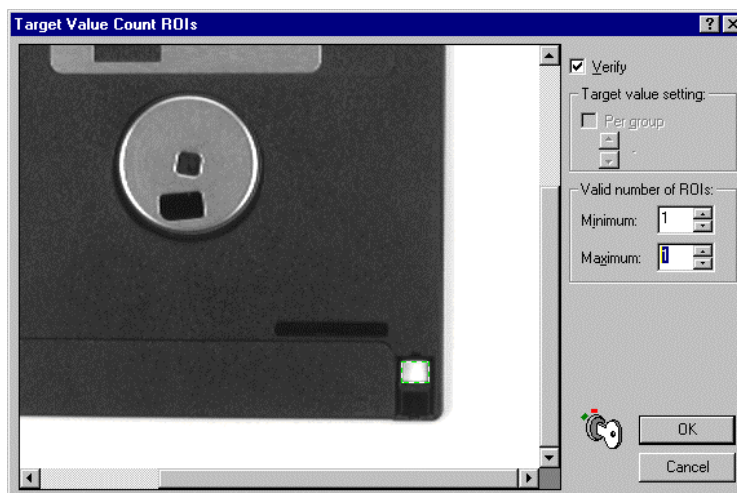 Target Value Count ROIs
Verify
Target value setting:
Per group
-
Valid number of ROIs:
Minimum: 1
Maximum: 1
OK
Cancel